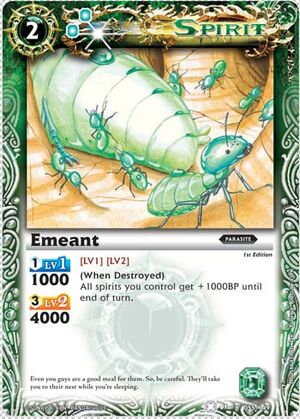 2
SPIRIT
Emeant
PARASITE
1st Edition
1 LV1
1000
3 LV2
4000
[LV1] [LV2]
(When Destroyed)
All spirits you control get +1000BP until
end of turn.
Even you guys are a good meal for them. So, be careful. They'll take
you to their nest while you're sleeping.